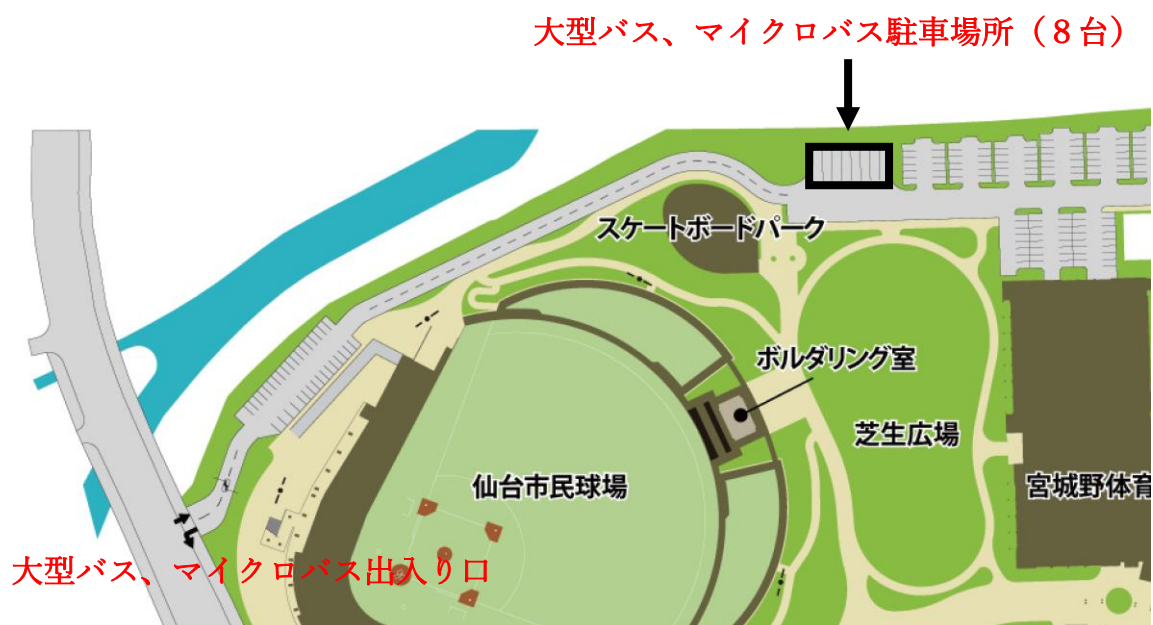 大型バス、マイクロバス駐車場所（８台）
スケートボードパーク
ボルダリング室
芝生広場
仙台市民球場
宮城野体育
大型バス、マイクロバス出入り口